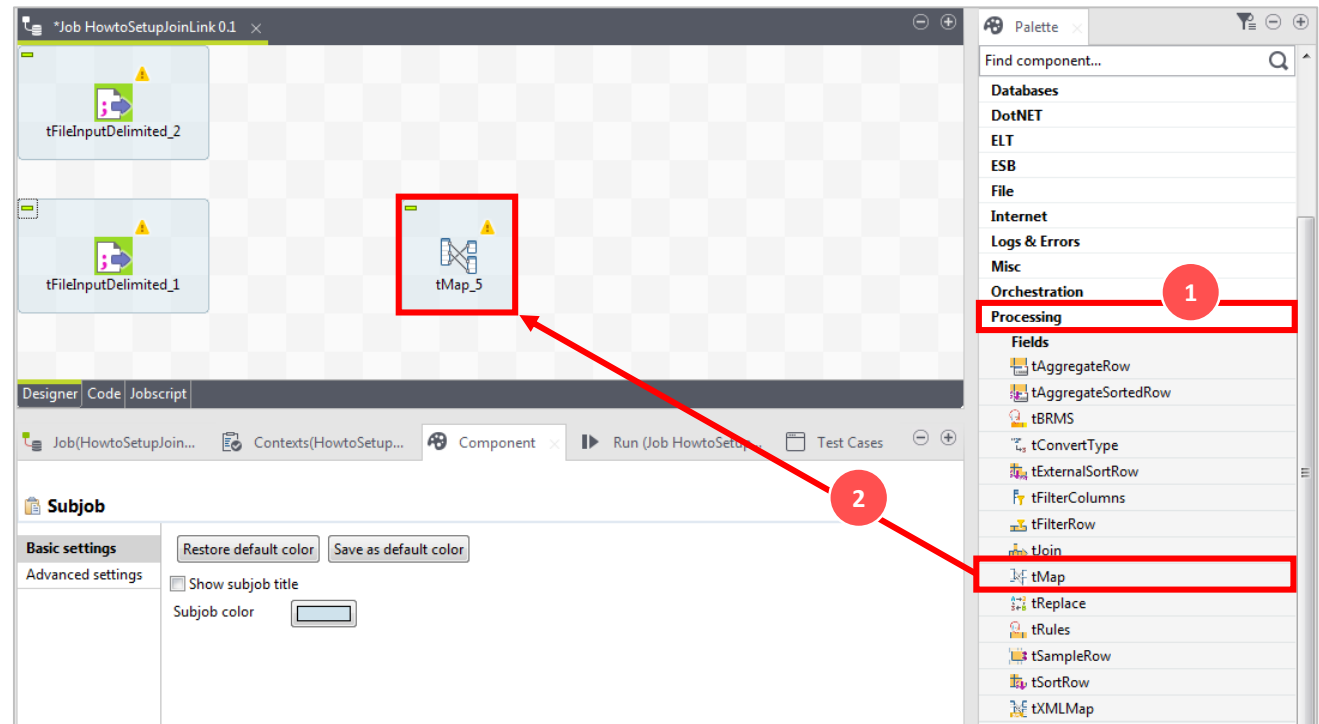 *Job HowtoSetupJoinLink 0.1
tFileInputDelimited_2
tFileInputDelimited_1
tMap_5
Designer Code Jobscript
Job(HowtoSetupJoin... Contexts(HowtoSetup... Component Run (Job HowtoSetup... Test Cases
Subjob
Basic settings
Advanced settings
Restore default color Save as default color
Show subjob title
Subjob color
2
Palette
Find component...
Databases
DotNET
ELT
ESB
File
Internet
Logs & Errors
Misc
Orchestration
1
Processing
Fields
tAggregateRow
tAggregateSortedRow
tBRMS
tConvertType
tExternalSortRow
tFilterColumns
tFilterRow
tJoin
tMap
tReplace
tRules
tSampleRow
tSortRow
tXMLMap